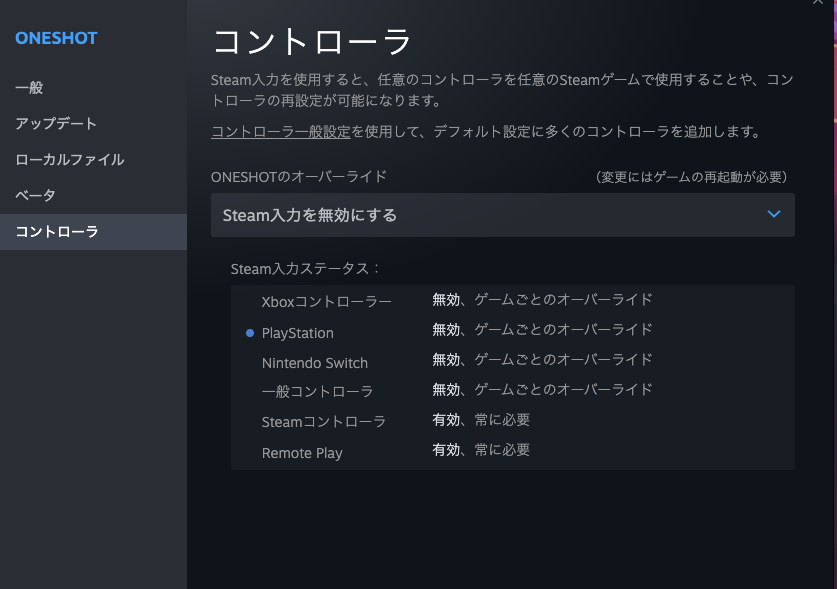 ONESHOT
一般
アップデート
ローカルファイル
ベータ
コントローラ
コントローラ
Steam入力を使用すると、任意のコントローラを任意のSteamゲームで使用することや、コン
トローラの再設定が可能になります。
コントローラー般設定を使用して、デフォルト設定に多くのコントローラを追加します。
ONESHOTのオーバーライド
（変更にはゲームの再起動が必要）
Steam入力を無効にする
Steam入力ステータス：
Xboxコントローラー 無効、ゲームごとのオーバーライド
PlayStation 無効、ゲームごとのオーバーライド
Nintendo Switch 無効、ゲームごとのオーバーライド
一般コントローラ 無効、ゲームごとのオーバーライド
Steamコントローラ 有効、常に必要
Remote Play 有効、常に必要